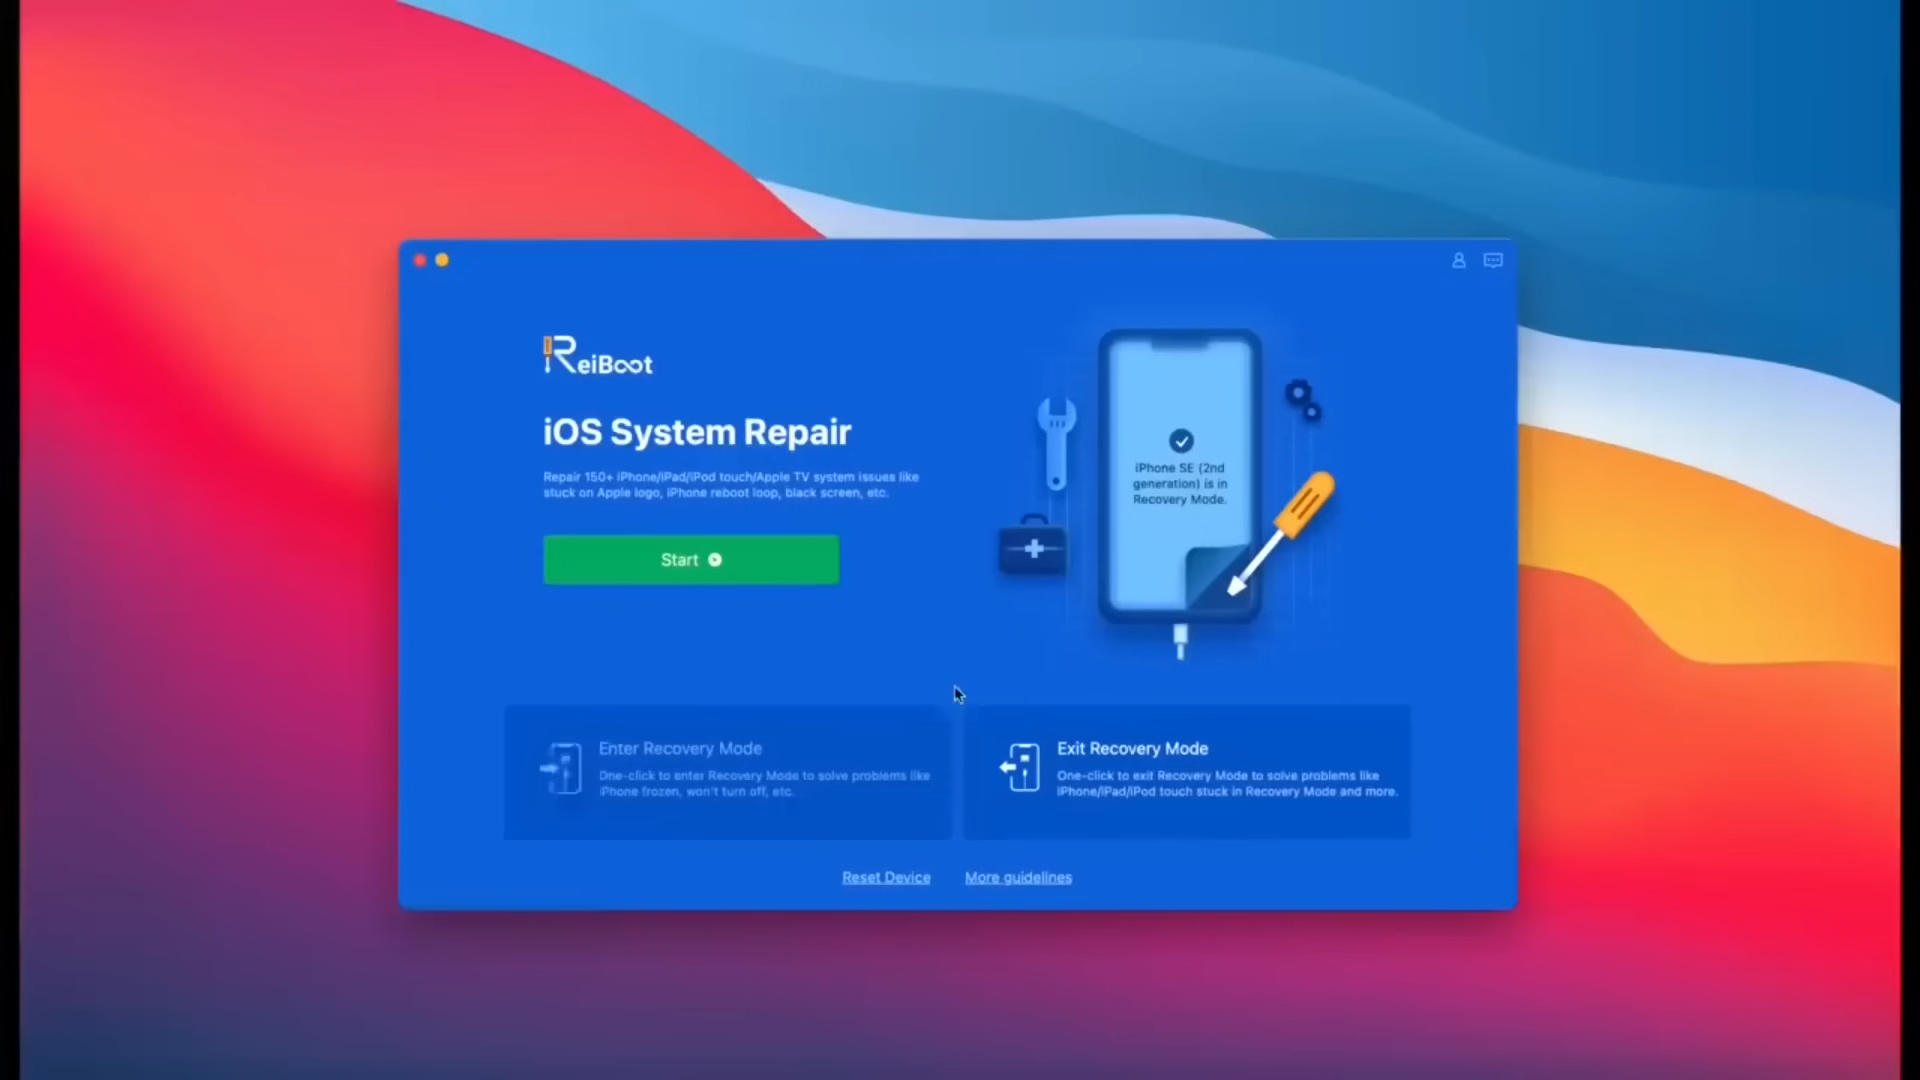 ReiBoot
iOS System Repair
Repair 150+ iPhone/iPad/iPod touch/Apple TV system issues like
stuck on Apple logo, iPhone reboot loop, black screen, etc.
Start
iPhone SE (2nd
generation) is in
Recovery Mode.
Enter Recovery Mode
One-click to enter Recovery Mode to solve problems like
iPhone frozen, won't turn off, etc.
Exit Recovery Mode
One-click to exit Recovery Mode to solve problems like
iPhone/iPad/iPod touch stuck in Recovery Mode and more.
Reset Device
More guidelines